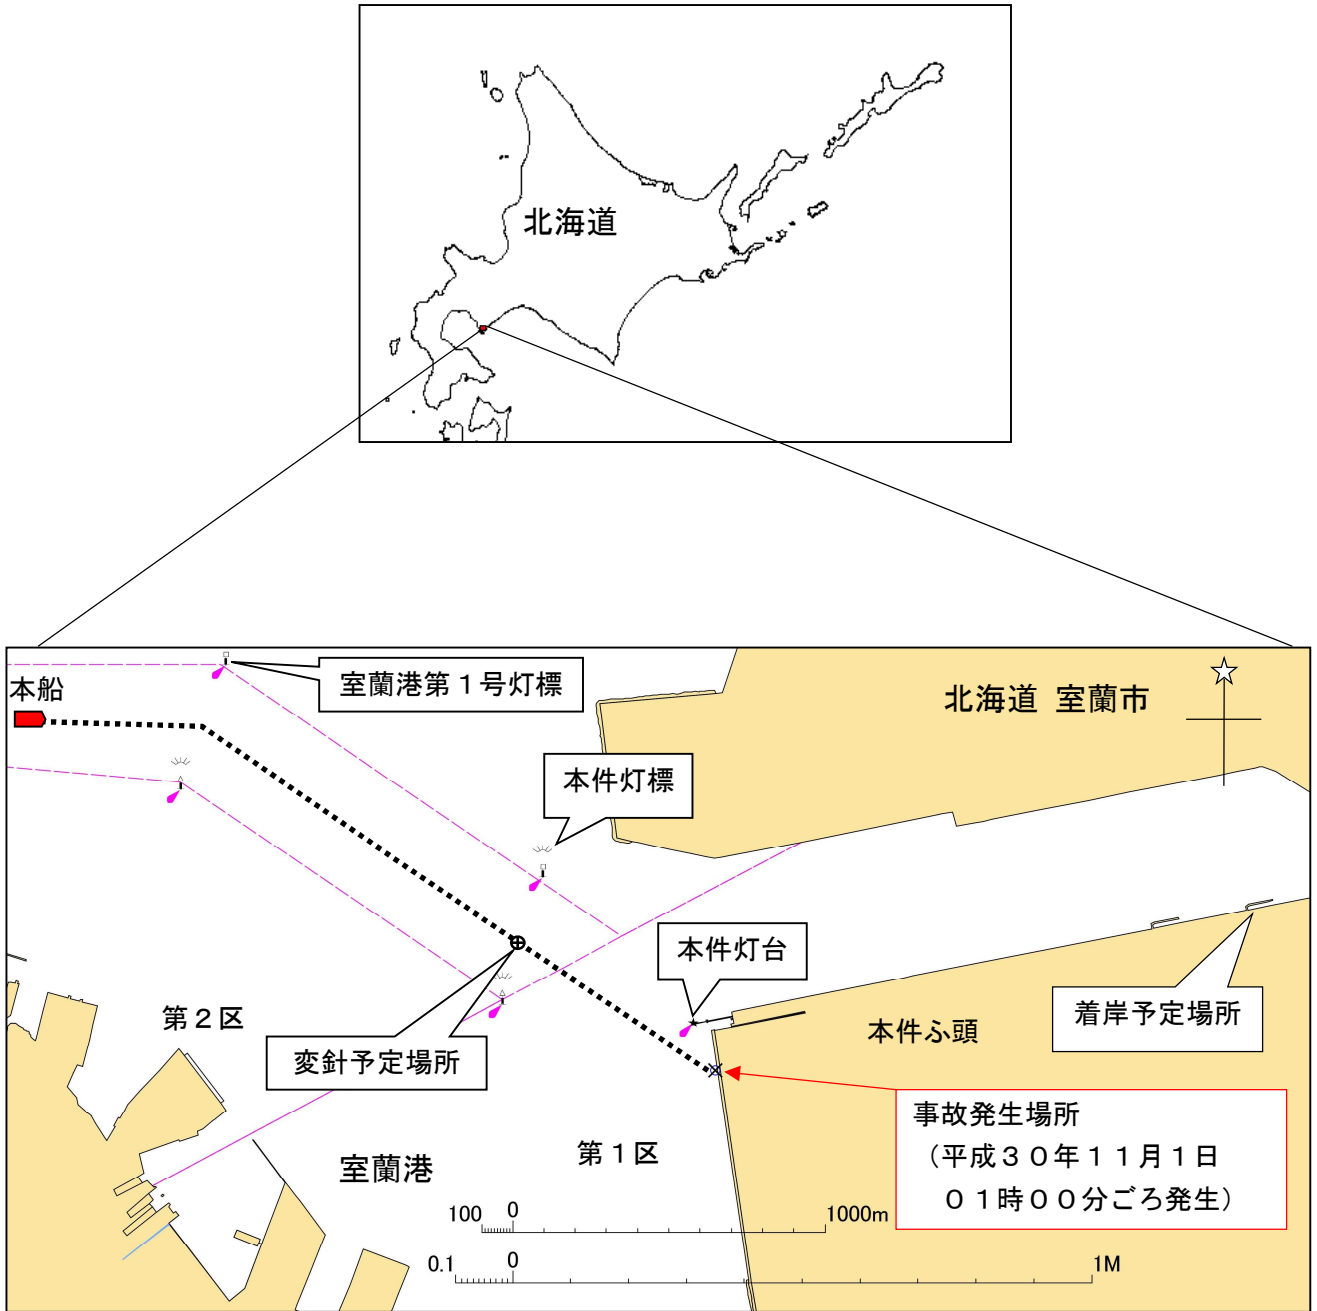 北海道
室蘭港第１号灯標
本船
北海道 室蘭市
本件灯標
本件灯台
着岸予定場所
第２区
本件ふ頭
変針予定場所
事故発生場所
（平成３０年１１月１日
０１時００分ごろ発生）
第１区
室蘭港
100 0 1000m
0.1 0 1M